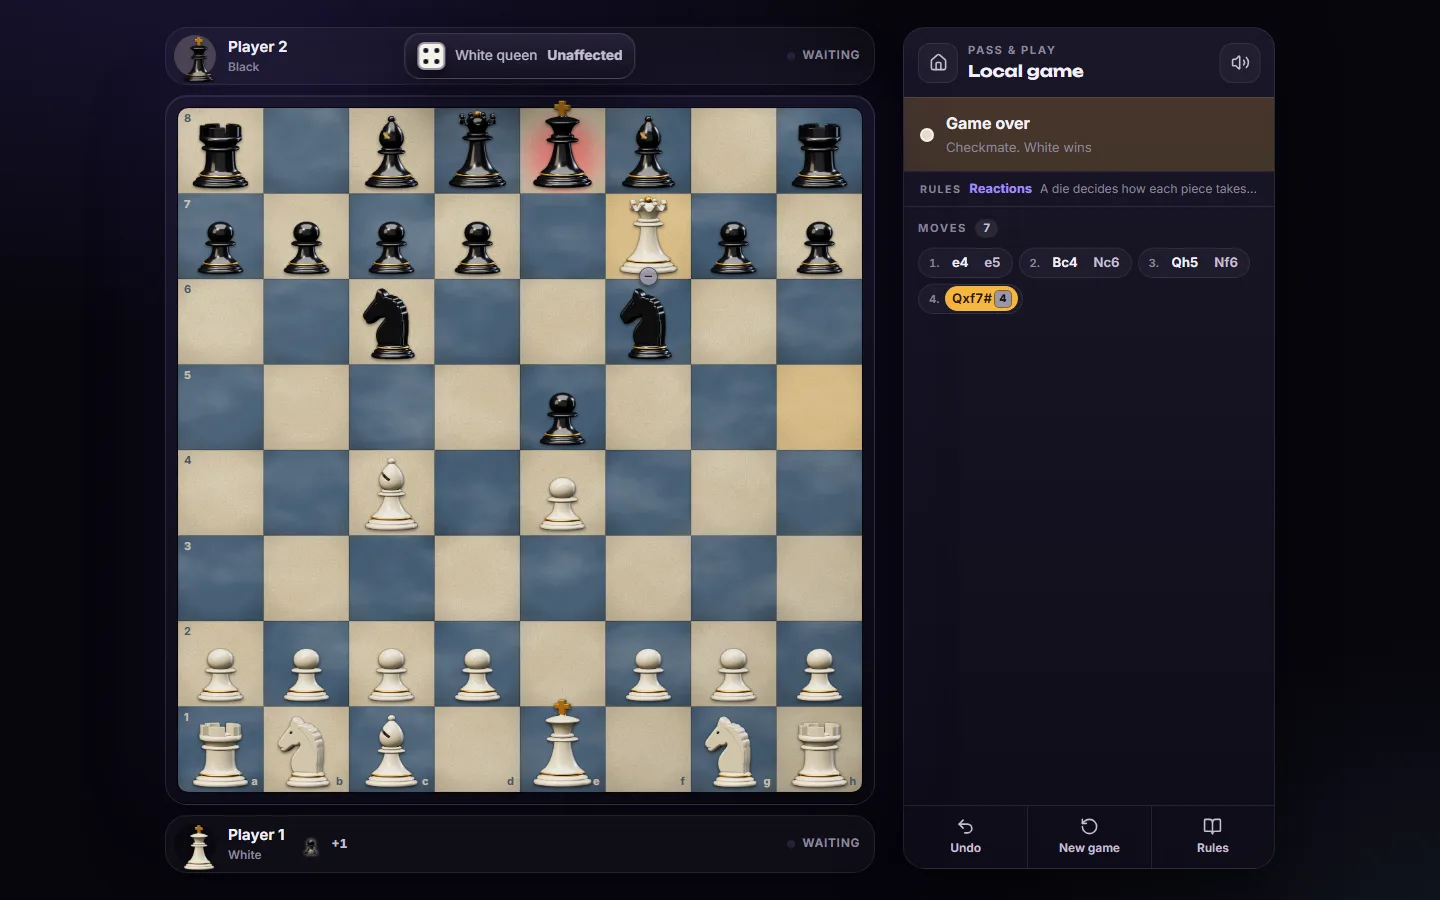 Player 2
Black
White queen Unaffected
WAITING
8
7
6
5
4
3
2
1
a b c d e f g h
Player 1
White
+1
WAITING
PASS & PLAY
Local game
Game over
Checkmate. White wins
RULES Reactions A die decides how each piece takes...
MOVES 7
1. e4 e5 2. Bc4 Nc6 3. Qh5 Nf6
4. Qxf7# 4
Undo New game Rules